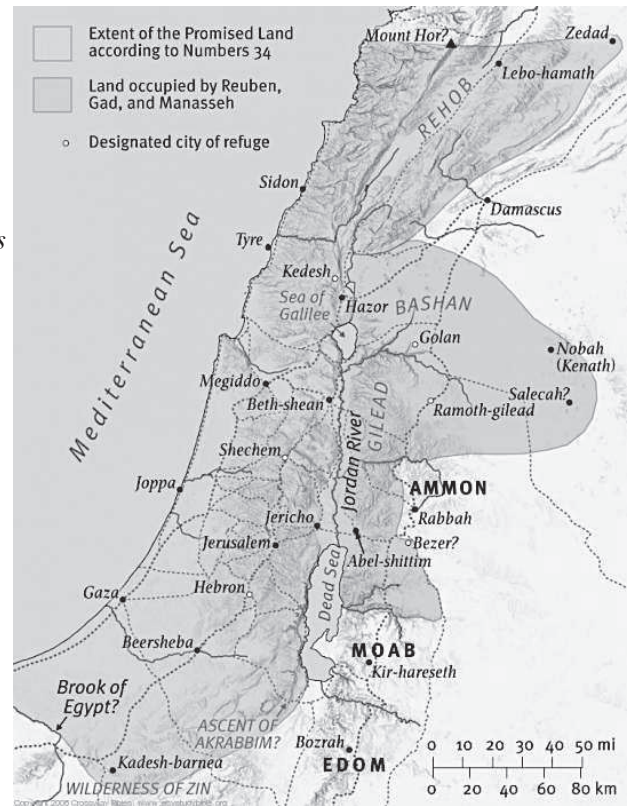 Extent of the Promised Land
according to Numbers 34
Land occupied by Reuben,
Gad, and Manasseh
Designated city of refuge
s
Mount Hor?
Zedad
Lebo-hamath
REHOB
Sidon
Damascus
Tyre
Mediterranean Sea
Kedesh
Sea of
Galilee
Hazor
BASHAN
Golan
Nobah
(Kenath)
Megiddo
Beth-shean
GILEAD
Salecah?
Ramoth-gilead
Shechem
Jordan River
Joppa
AMMON
Rabbah
Jericho
Jerusalem
Bezer?
Abel-shittim
Dead Sea
Hebron
Gaza
Beersheba
MOAB
Kir-hareseth
Brook of
Egypt?
ASCENT OF
AKRABBIM?
Bozrah
EDOM
Kadesh-barnea
WILDERNESS OF ZIN
0 10 20 30 40 50 mi
0 20 40 60 80 km